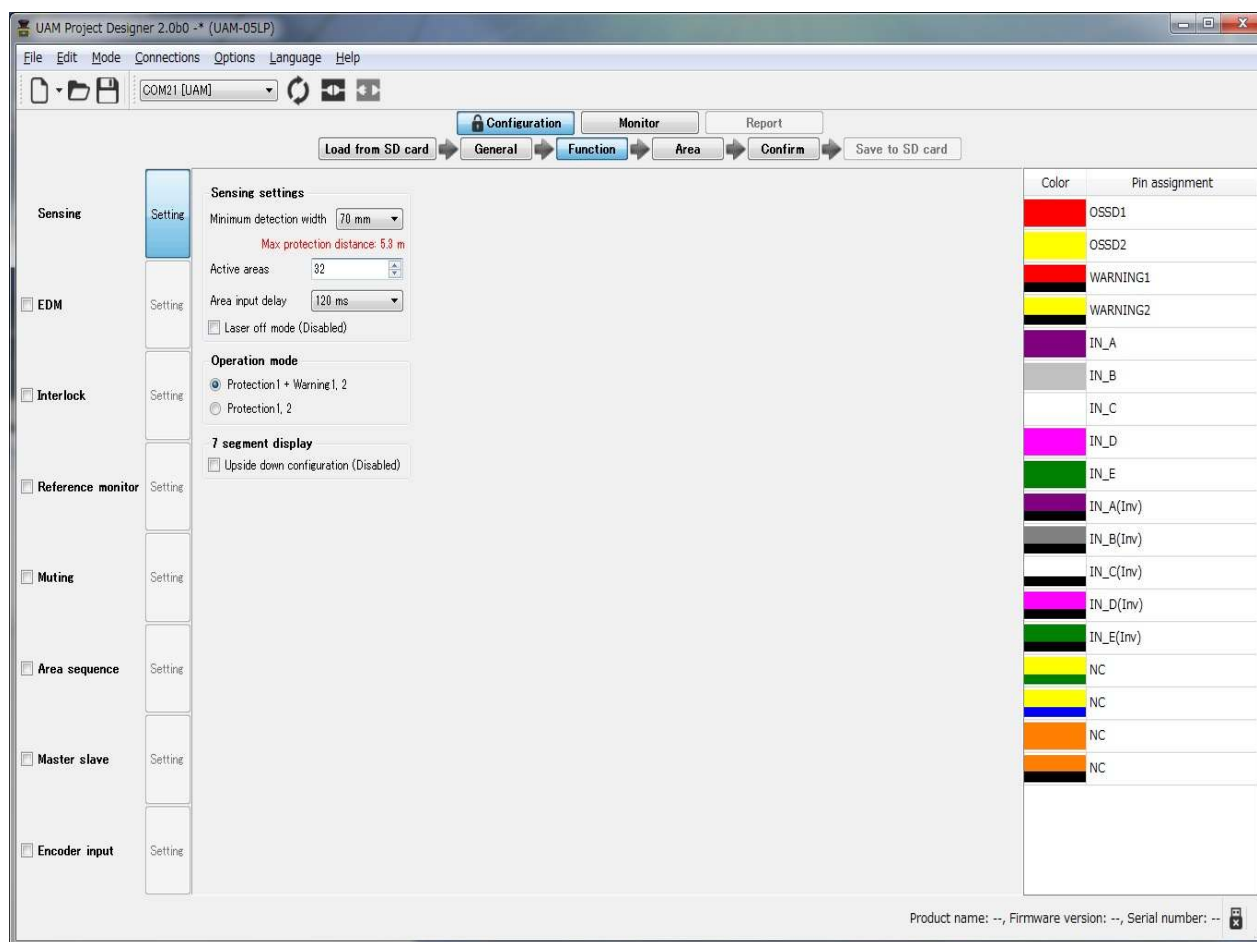 UAM Project Designer 2.0b0 -* (UAM-05LP)
File Edit Mode Connections Options Language Help
COM21 [UAM]
Configuration Monitor Report
Load from SD card General Function Area Confirm Save to SD card
Sensing Setting
EDM Setting
Interlock Setting
Reference monitor Setting
Muting Setting
Area sequence Setting
Master slave Setting
Encoder input Setting
Sensing settings
Minimum detection width 70 mm
Max protection distance: 5.3 m
Active areas 32
Area input delay 120 ms
Laser off mode (Disabled)
Operation mode
Protection1 + Warning1, 2
Protection1, 2
7 segment display
Upside down configuration (Disabled)
Color Pin assignment
OSSD1
OSSD2
WARNING1
WARNING2
IN_A
IN_B
IN_C
IN_D
IN_E
IN_A(Inv)
IN_B(Inv)
IN_C(Inv)
IN_D(Inv)
IN_E(Inv)
NC
NC
NC
NC
Product name: --, Firmware version: --, Serial number: --